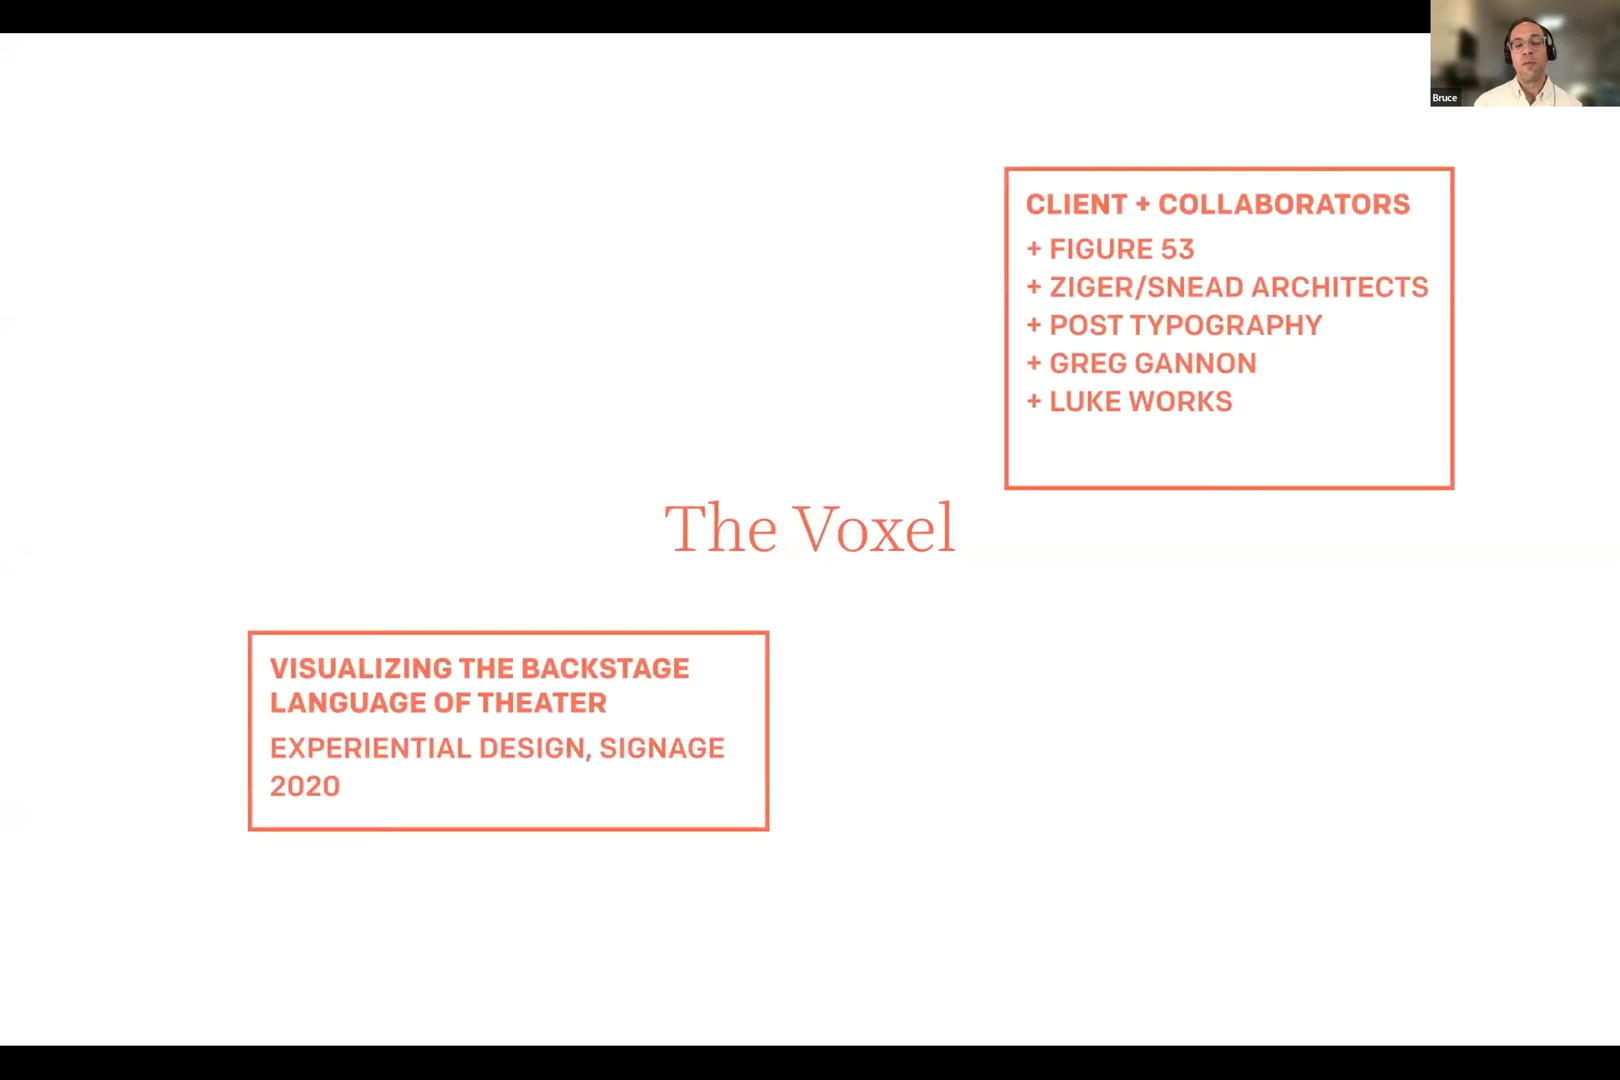 Bruce
CLIENT + COLLABORATORS
+ FIGURE 53
+ ZIGER/SNEAD ARCHITECTS
+ POST TYPOGRAPHY
+ GREG GANNON
+ LUKE WORKS
The Voxel
VISUALIZING THE BACKSTAGE
LANGUAGE OF THEATER
EXPERIENTIAL DESIGN, SIGNAGE
2020